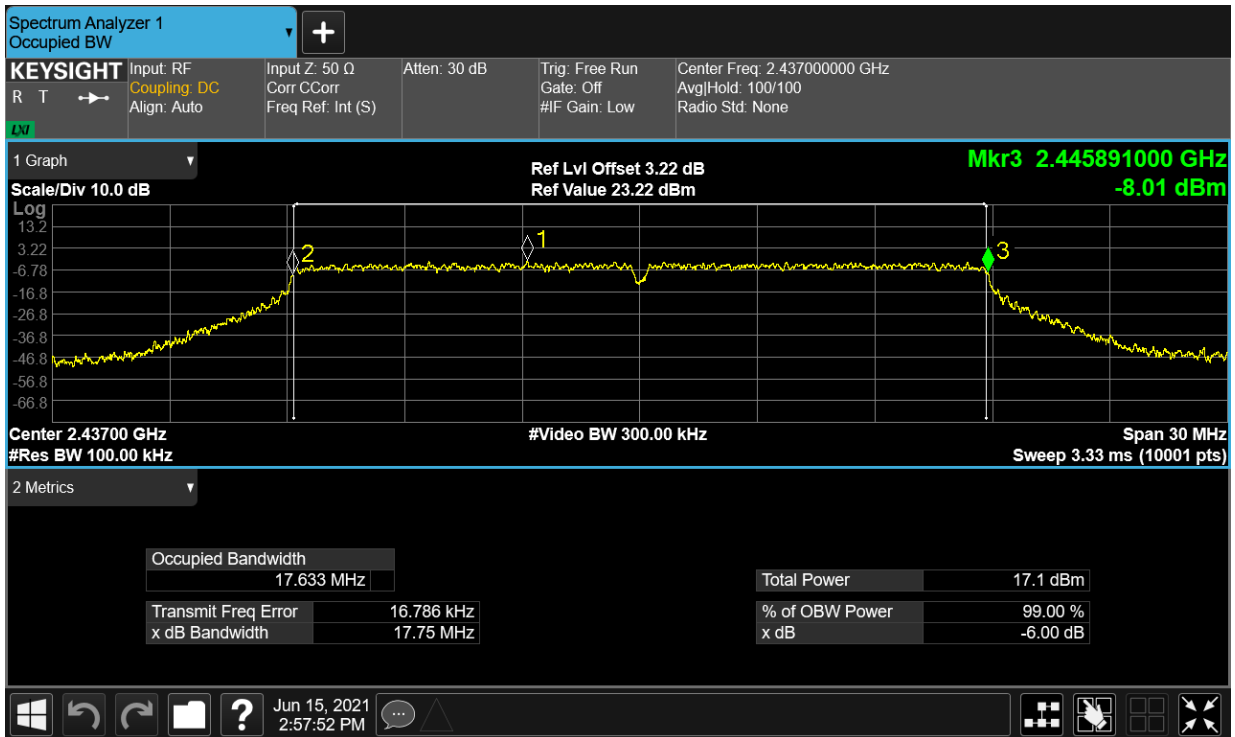 Spectrum Analyzer 1
Occupied BW
KEYSIGHT
R T
LXI
Input: RF
Coupling: DC
Align: Auto
Input Z: 50 Ω
Corr CCorr
Freq Ref: Int (S)
Atten: 30 dB
Trig: Free Run
Gate: Off
#IF Gain: Low
Center Freq: 2.437000000 GHz
Avg|Hold: 100/100
Radio Std: None
1 Graph
Ref Lvl Offset 3.22 dB
Mkr3 2.445891000 GHz
Scale/Div 10.0 dB
Ref Value 23.22 dBm
-8.01 dBm
Log
13.2
3.22
-6.78
-16.8
-26.8
-36.8
-46.8
-56.8
-66.8
2
1
3
Center 2.43700 GHz
#Video BW 300.00 kHz
Span 30 MHz
#Res BW 100.00 kHz
Sweep 3.33 ms (10001 pts)
2 Metrics
Occupied Bandwidth
17.633 MHz
Total Power 17.1 dBm
Transmit Freq Error 16.786 kHz
% of OBW Power 99.00 %
x dB Bandwidth 17.75 MHz
x dB -6.00 dB
?
Jun 15, 2021
2:57:52 PM